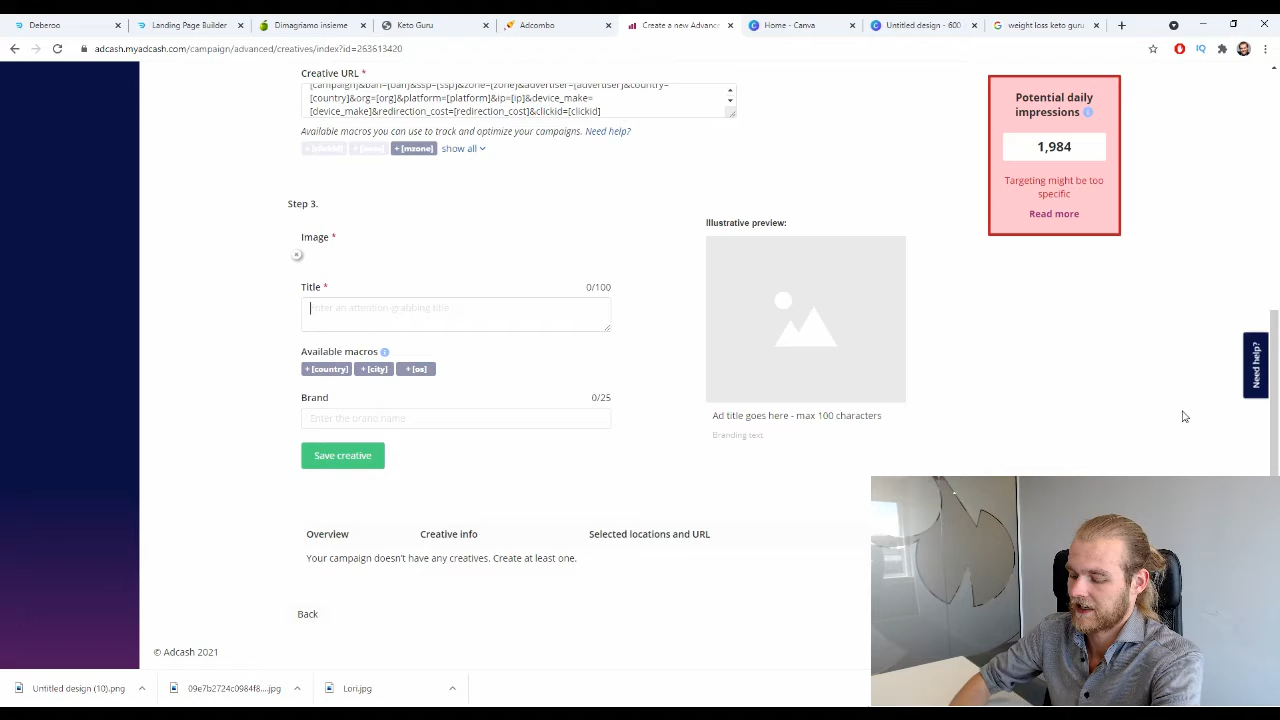 Deberoo
Landing Page Builder
Dimagriamo insieme
Keto Guru
Adcombo
Create a new Advance
Home - Canva
Untitled design - 600
weight loss keto guru
adcash.myadcash.com/campaign/advanced/creatives/index?id=263613420
Creative URL *
[campaign]&ban=[ban]&ssp=[ssp]&zone=[zone]&advertiser=[advertiser]&country=
[country]&org=[org]&platform=[platform]&ip=[ip]&device_make=
[device_make]&redirection_cost=[redirection_cost]&clickid=[clickid]
Available macros you can use to track and optimize your campaigns. Need help?
+ [mzone]
show all
Potential daily
impressions
1,984
Targeting might be too
specific
Read more
Step 3.
Illustrative preview:
Image *
Title *
0/100
Enter an attention-grabbing title
Available macros
+ [country]
+ [city]
+ [os]
Brand
0/25
Enter the brand name
Save creative
Ad title goes here - max 100 characters
Branding text
Need help?
Overview
Creative info
Selected locations and URL
Your campaign doesn't have any creatives. Create at least one.
Back
© Adcash 2021
Untitled design (10).png
09e7b2724c0984f8....jpg
Lori.jpg